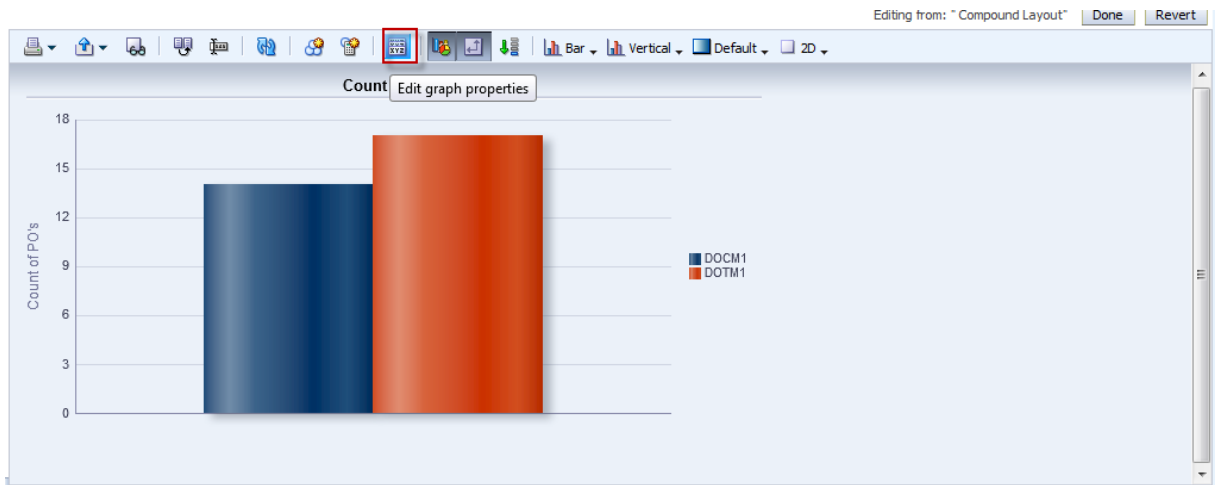 Editing from: " Compound Layout" Done Revert
Bar Vertical Default 2D
XYZ
Count
Edit graph properties
18
15
12
9
6
3
0
Count of PO's
DOCM1
DOTM1